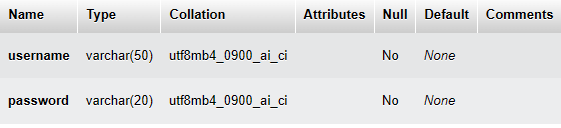 Name Type Collation Attributes Null Default Comments
username varchar(50) utf8mb4_0900_ai_ci No None
password varchar(20) utf8mb4_0900_ai_ci No None